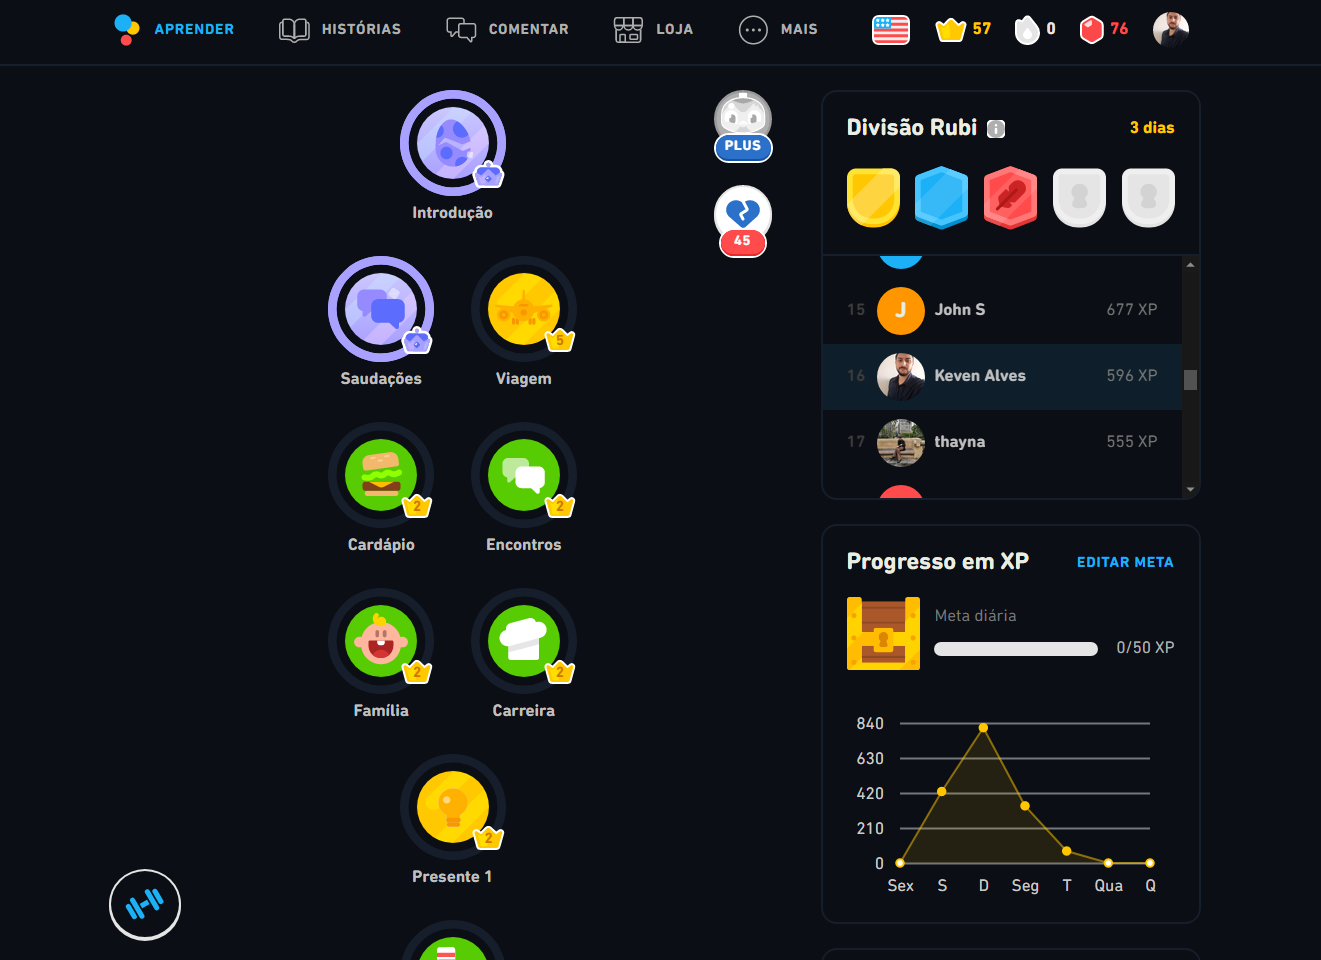 APRENDER HISTÓRIAS COMENTAR LOJA MAIS 57 0 76
Introdução
Saudações
5
Viagem
2
Cardápio
2
Encontros
2
Família
2
Carreira
2
Presente 1
PLUS
45
Divisão Rubi 3 dias
15 J John S 677 XP
16 Keven Alves 596 XP
17 thayna 555 XP
Progresso em XP EDITAR META
Meta diária
0/50 XP
840
630
420
210
0
Sex S D Seg T Qua Q